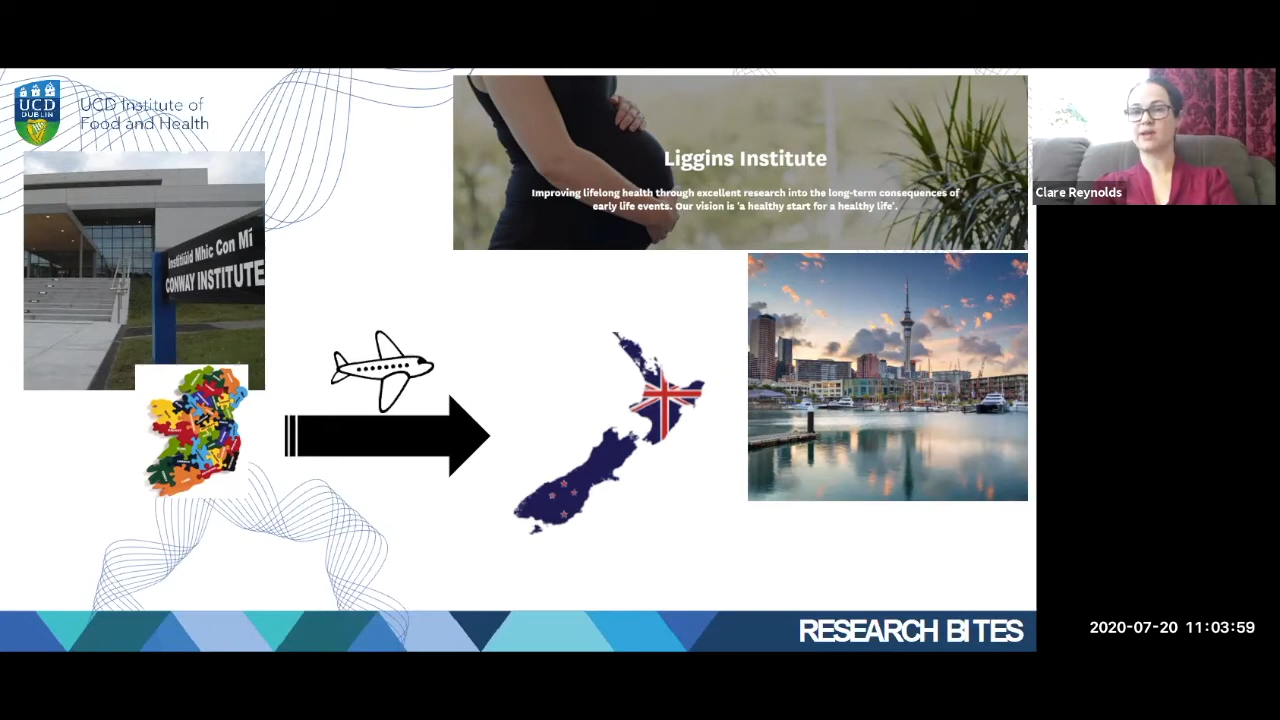 UCD
DUBLIN
UCD Institute of
Food and Health
Institiúid Mhic Con Mí
CONWAY INSTITUTE
Liggins Institute
Improving lifelong health through excellent research into the long-term consequences of
early life events. Our vision is 'a healthy start for a healthy life'.
Clare Reynolds
RESEARCH BITES
2020-07-20 11:03:59